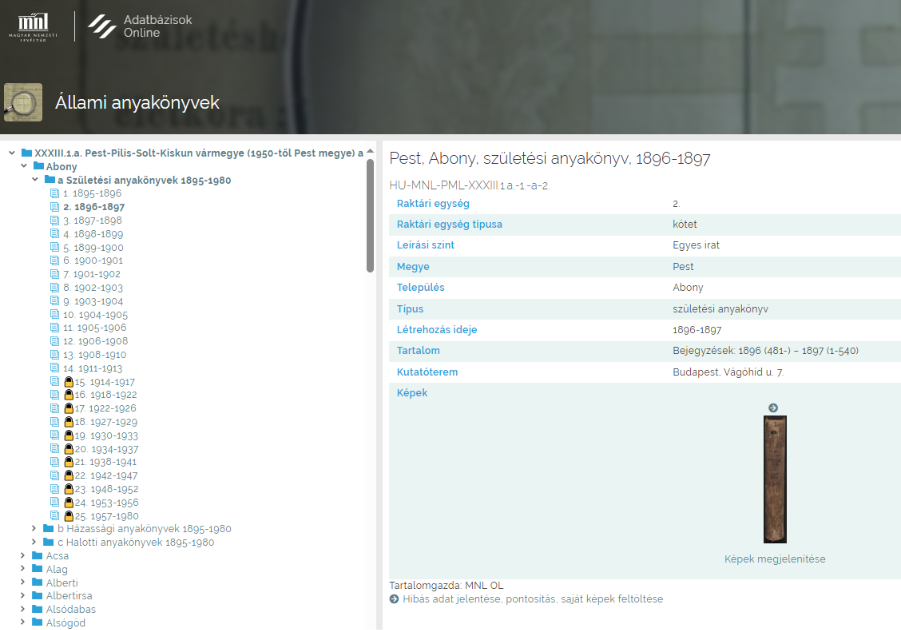 mnl
MAGYAR NEMZETI
LEVÉLTÁR
Adatbázisok
Online
Állami anyakönyvek
XXXIII.1.a. Pest-Pilis-Solt-Kiskun vármegye (1950-től Pest megye) a
Abony
a Születési anyakönyvek 1895-1980
1. 1895-1896
2. 1896-1897
3. 1897-1898
4. 1898-1899
5. 1899-1900
6. 1900-1901
7. 1901-1902
8. 1902-1903
9. 1903-1904
10. 1904-1905
11. 1905-1906
12. 1906-1908
13. 1908-1910
14. 1911-1913
15. 1914-1917
16. 1918-1922
17. 1922-1926
18. 1927-1929
19. 1930-1933
20. 1934-1937
21. 1938-1941
22. 1942-1947
23. 1948-1952
24. 1953-1956
25. 1957-1980
b Házassági anyakönyvek 1895-1980
c Halotti anyakönyvek 1895-1980
Acsa
Alag
Alberti
Albertirsa
Alsódabas
Alsógöd
Pest, Abony, születési anyakönyv, 1896-1897
HU-MNL-PML-XXXIII.1.a.-1.-a-2.
Raktári egység 2.
Raktári egység típusa kötet
Leírási szint Egyes irat
Megye Pest
Település Abony
Típus születési anyakönyv
Létrehozás ideje 1896-1897
Tartalom Bejegyzések: 1896 (481-) – 1897 (1-540)
Kutatóterem Budapest, Vágóhíd u. 7.
Képek
Képek megjelenítése
Tartalomgazda: MNL OL
Hibás adat jelentése, pontosítás, saját képek feltöltése